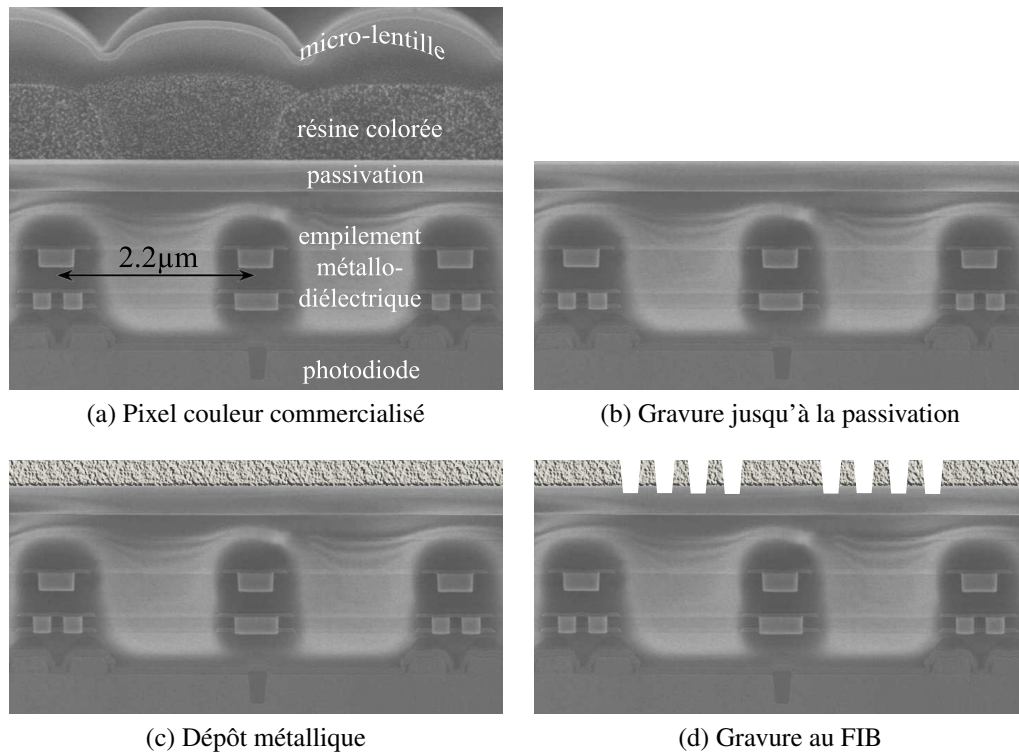 micro-lentille
résine colorée
passivation
empilement
métallo-
diélectrique
2.2µm
photodiode
(a) Pixel couleur commercialisé
(b) Gravure jusqu'à la passivation
(c) Dépôt métallique
(d) Gravure au FIB